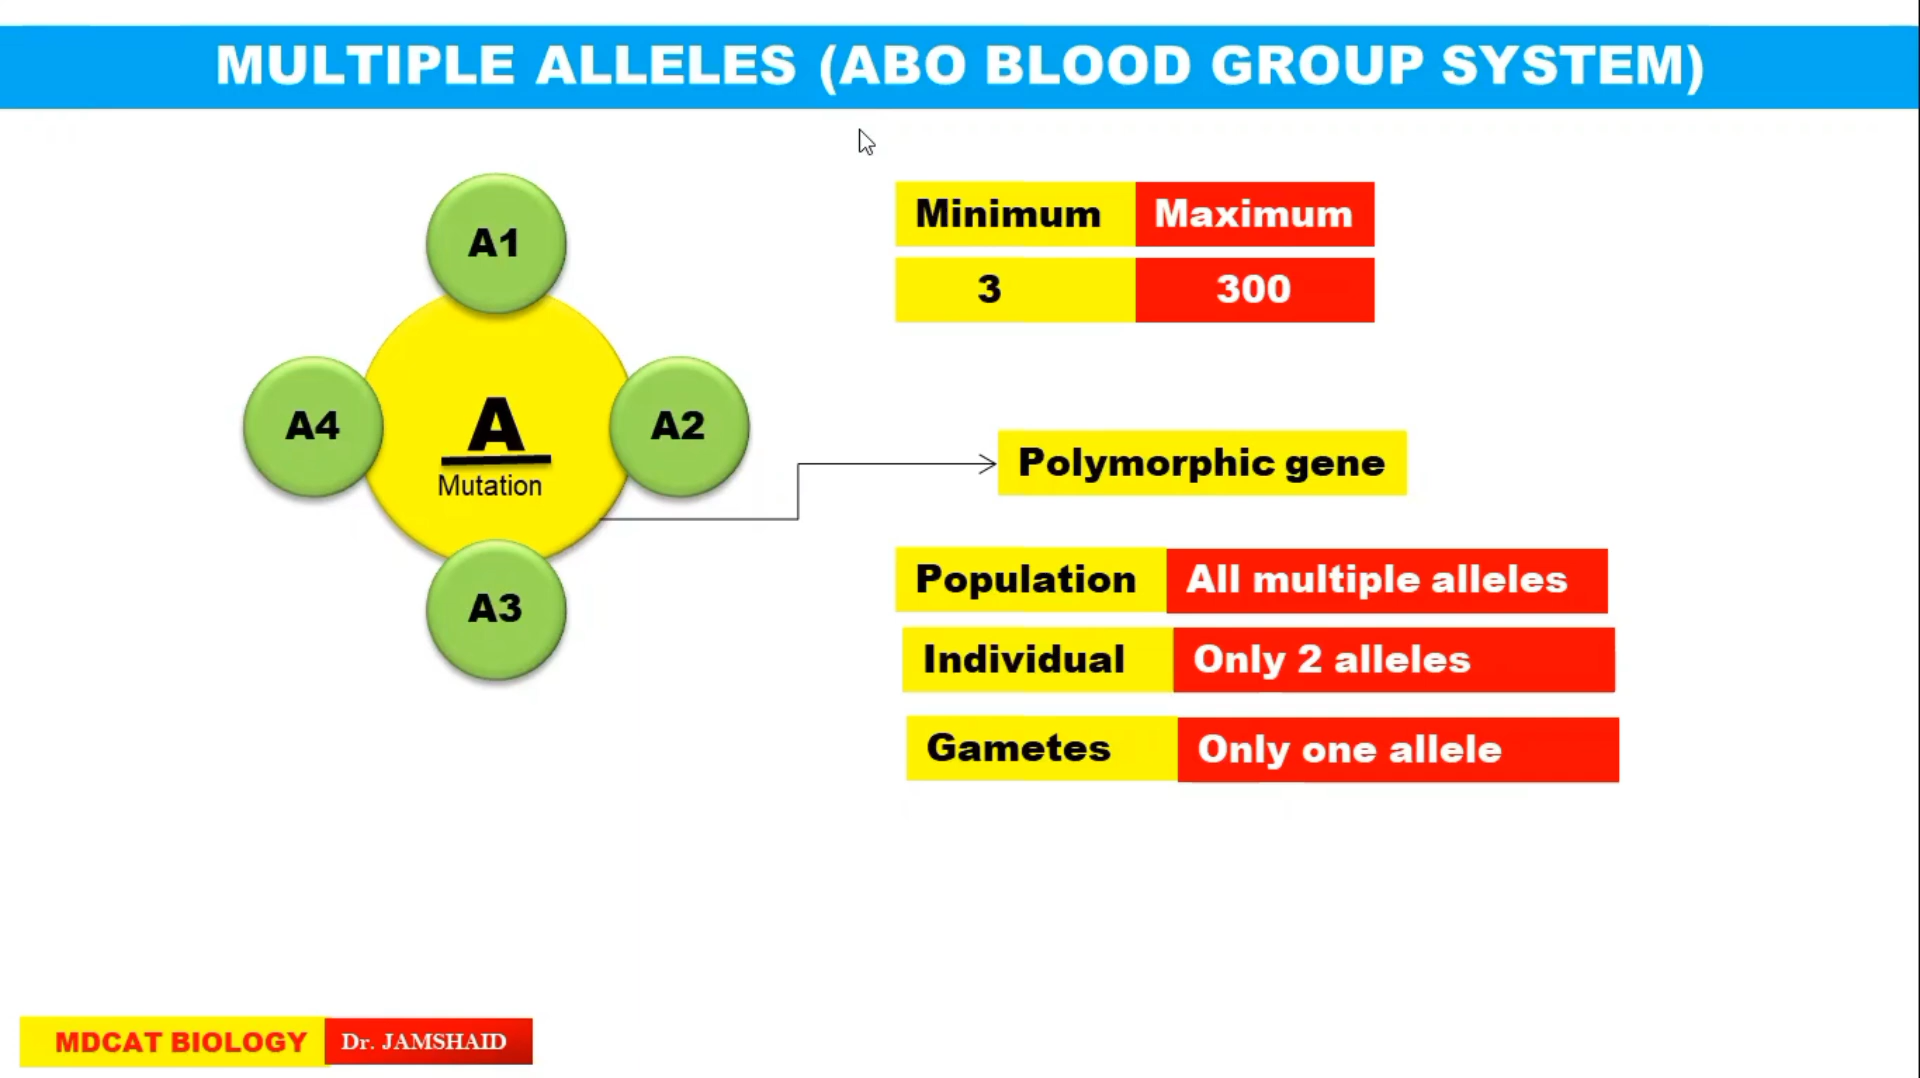 MULTIPLE ALLELES (ABO BLOOD GROUP SYSTEM)
A1
A4
A
Mutation
A2
A3
Minimum Maximum
3 300
Polymorphic gene
Population All multiple alleles
Individual Only 2 alleles
Gametes Only one allele
MDCAT BIOLOGY Dr. JAMSHAID